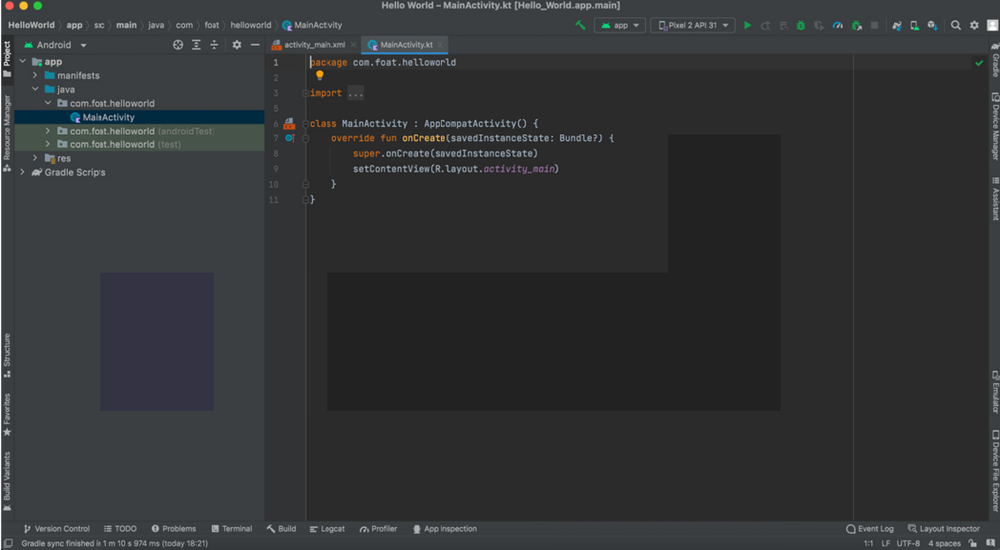 Hello World – MainActivity.kt [Hello_World.app.main]
HelloWorld app src main java com foat helloworld MainActivity
app Pixel 2 API 31
Android
activity_main.xml MainActivity.kt
app
manifests
java
com.foat.helloworld
MainActivity
com.foat.helloworld (androidTest)
com.foat.helloworld (test)
res
Gradle Scripts
1 package com.foat.helloworld
2
3 import ...
5
6 class MainActivity : AppCompatActivity() {
7 override fun onCreate(savedInstanceState: Bundle?) {
8 super.onCreate(savedInstanceState)
9 setContentView(R.layout.activity_main)
10 }
11 }
Project
Resource Manager
Structure
Favorites
Build Variants
Gradle
Device Manager
Assistant
Emulator
Device File Explorer
Version Control TODO Problems Terminal Build Logcat Profiler App Inspection Event Log Layout Inspector
Gradle sync finished in 1 m 10 s 974 ms (today 18:21) 1:1 LF UTF-8 4 spaces